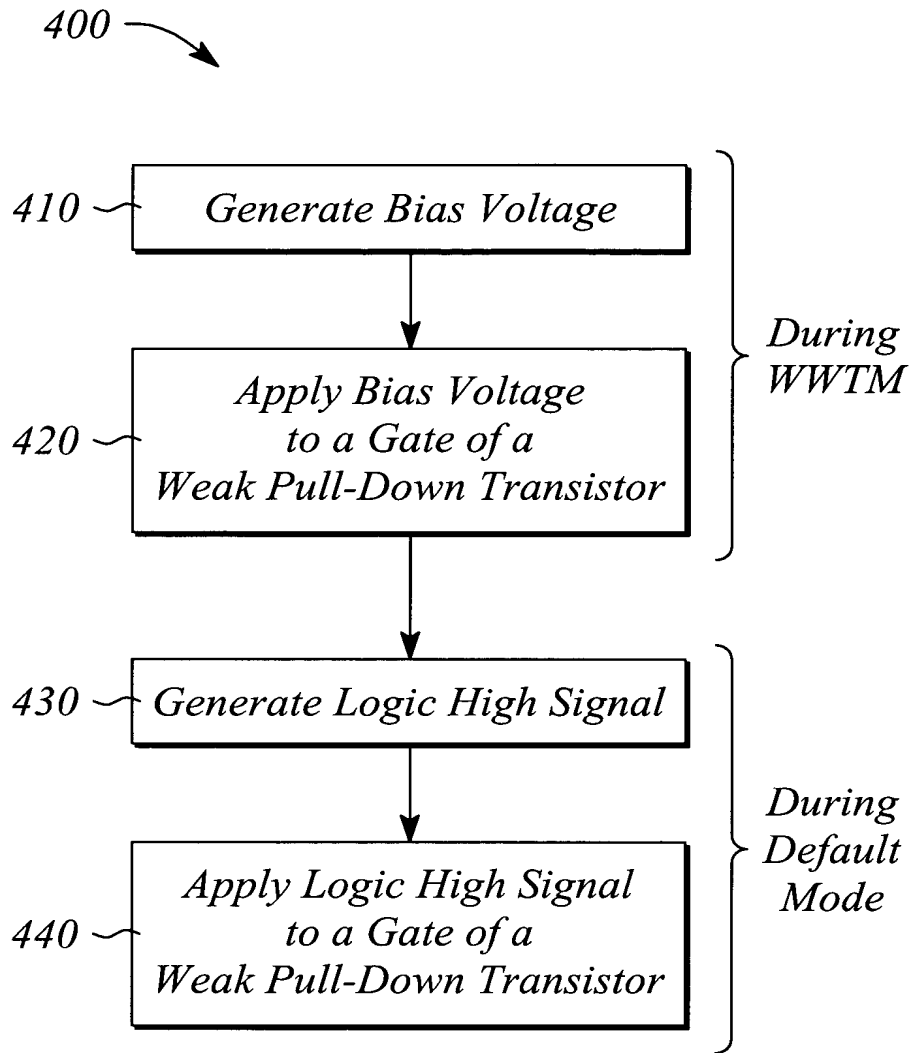 400
410
Generate Bias Voltage
420
Apply Bias Voltage
to a Gate of a
Weak Pull-Down Transistor
During
WWTM
430
Generate Logic High Signal
440
Apply Logic High Signal
to a Gate of a
Weak Pull-Down Transistor
During
Default
Mode